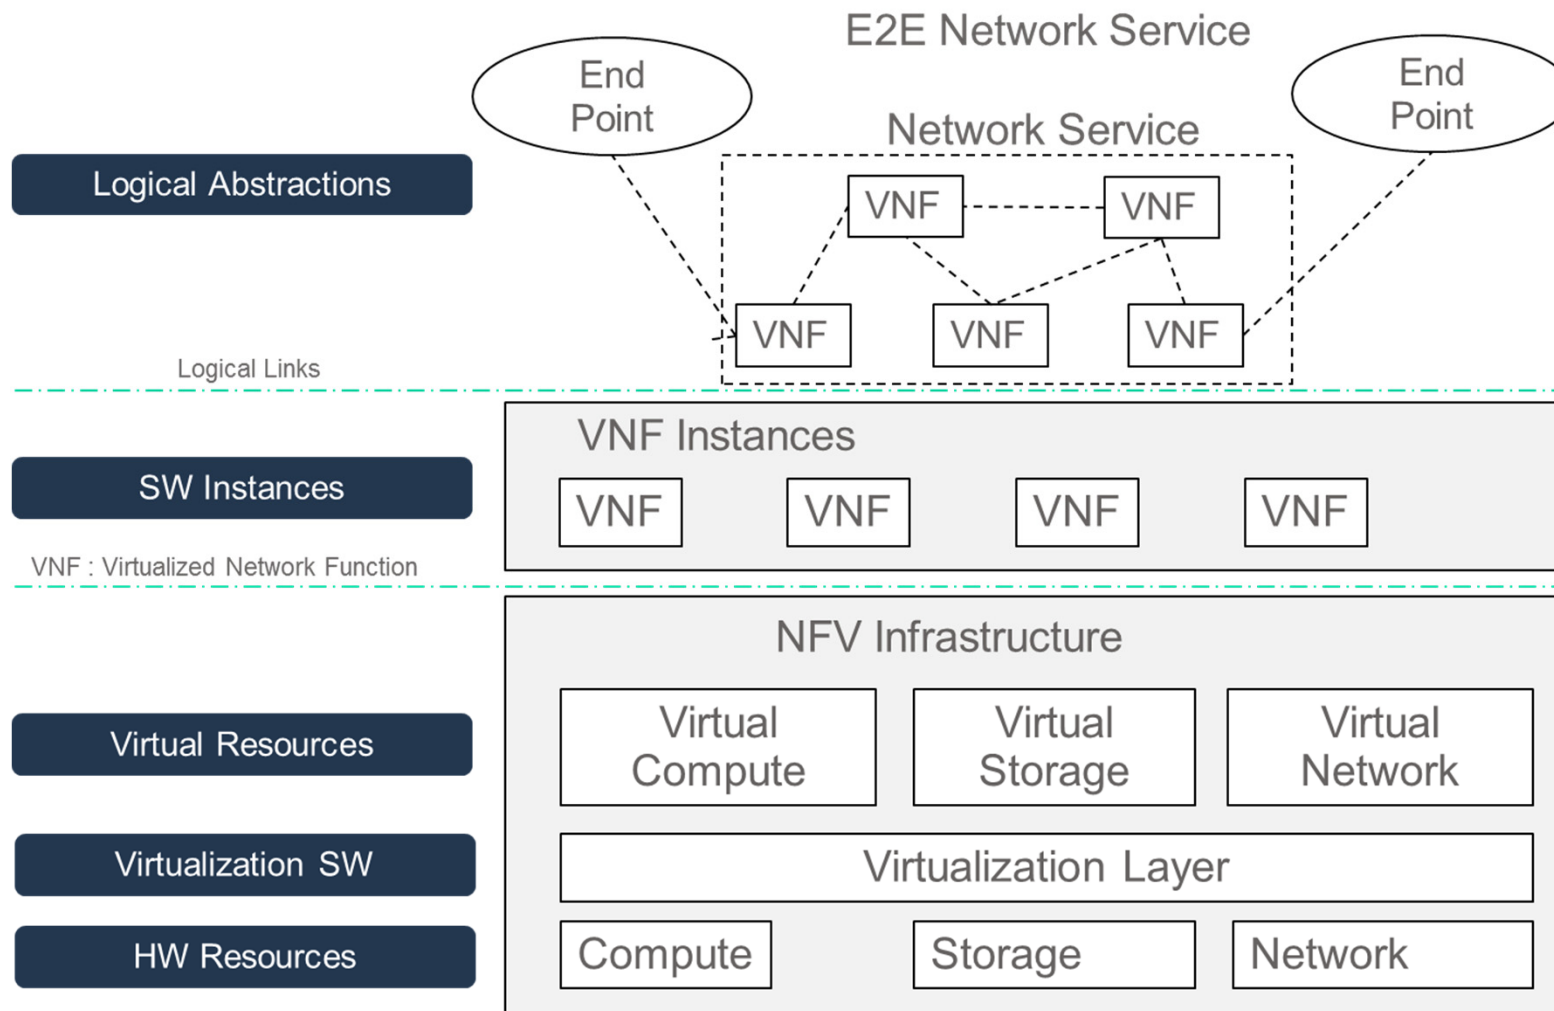 E2E Network Service
End
Point
End
Point
Network Service
Logical Abstractions
VNF
VNF
VNF
VNF
VNF
Logical Links
VNF Instances
SW Instances
VNF
VNF
VNF
VNF
VNF : Virtualized Network Function
NFV Infrastructure
Virtual Resources
Virtual
Compute
Virtual
Storage
Virtual
Network
Virtualization SW
Virtualization Layer
HW Resources
Compute
Storage
Network